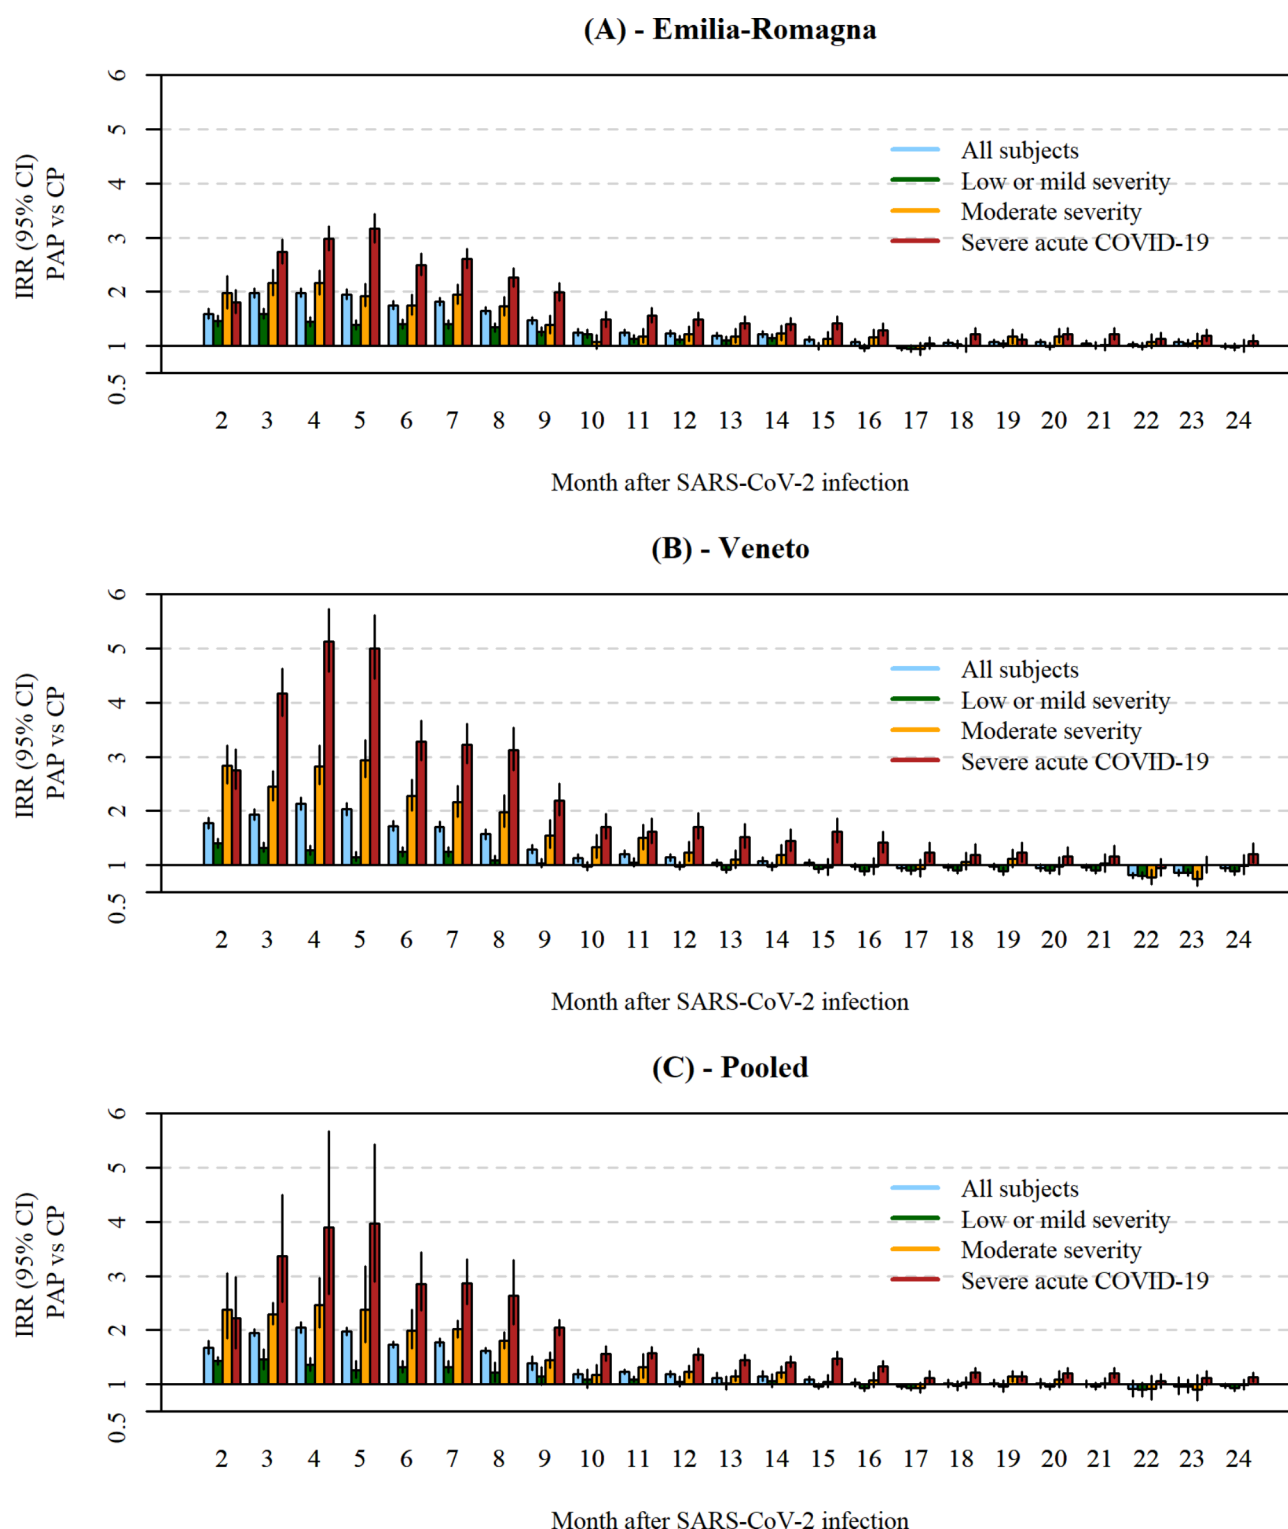 (A) - Emilia-Romagna
IRR (95% CI)
PAP vs CP
6
5
4
3
2
1
0.5
All subjects
Low or mild severity
Moderate severity
Severe acute COVID-19
2 3 4 5 6 7 8 9 10 11 12 13 14 15 16 17 18 19 20 21 22 23 24
Month after SARS-CoV-2 infection
(B) - Veneto
IRR (95% CI)
PAP vs CP
6
5
4
3
2
1
0.5
All subjects
Low or mild severity
Moderate severity
Severe acute COVID-19
2 3 4 5 6 7 8 9 10 11 12 13 14 15 16 17 18 19 20 21 22 23 24
Month after SARS-CoV-2 infection
(C) - Pooled
IRR (95% CI)
PAP vs CP
6
5
4
3
2
1
0.5
All subjects
Low or mild severity
Moderate severity
Severe acute COVID-19
2 3 4 5 6 7 8 9 10 11 12 13 14 15 16 17 18 19 20 21 22 23 24
Month after SARS-CoV-2 infection